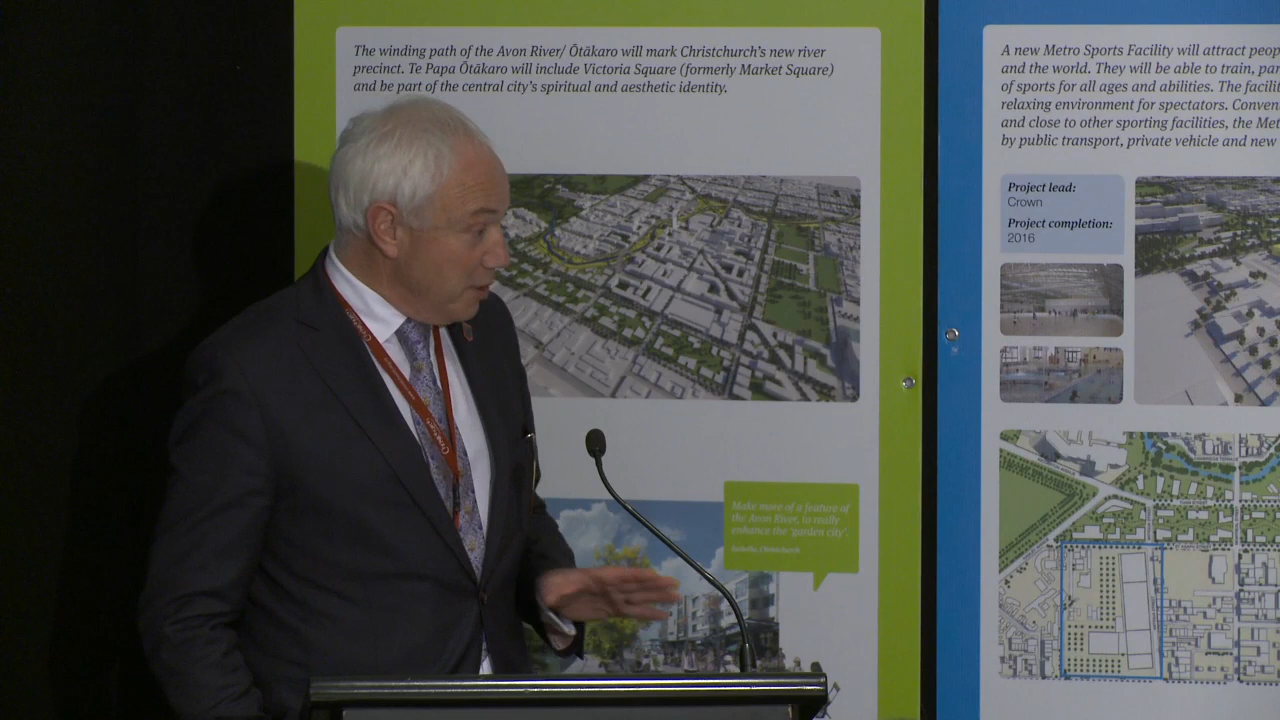 The winding path of the Avon River/ Ōtākaro will mark Christchurch's new river
precinct. Te Papa Ōtākaro will include Victoria Square (formerly Market Square)
and be part of the central city's spiritual and aesthetic identity.
Make more of a feature of
the Avon River, to really
enhance the 'garden city'.
Isabella, Christchurch
A new Metro Sports Facility will attract peop
and the world. They will be able to train, par
of sports for all ages and abilities. The facilit
relaxing environment for spectators. Conven
and close to other sporting facilities, the Met
by public transport, private vehicle and new
Project lead:
Crown
Project completion:
2016